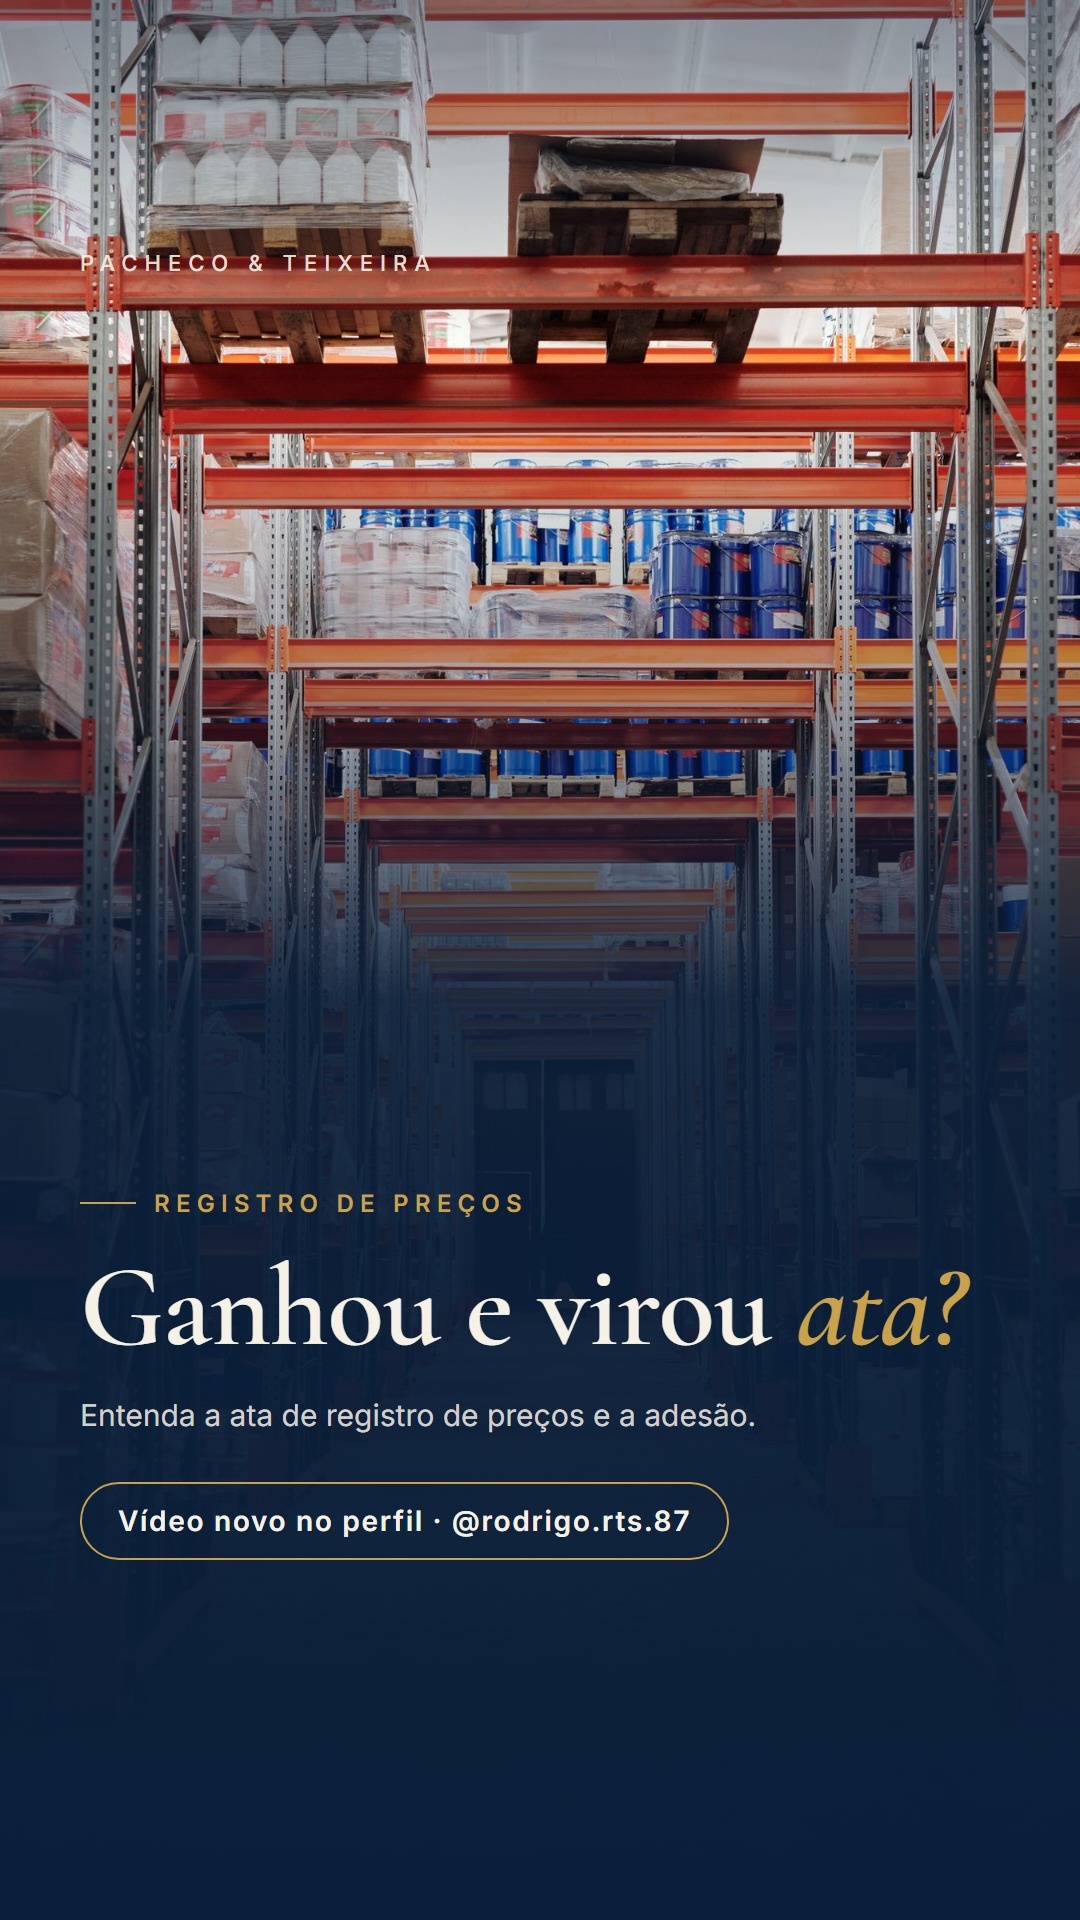 PACHECO & TEIXEIRA
REGISTRO DE PREÇOS
Ganhou e virou ata?
Entenda a ata de registro de preços e a adesão.
Vídeo novo no perfil · @rodrigo.rts.87